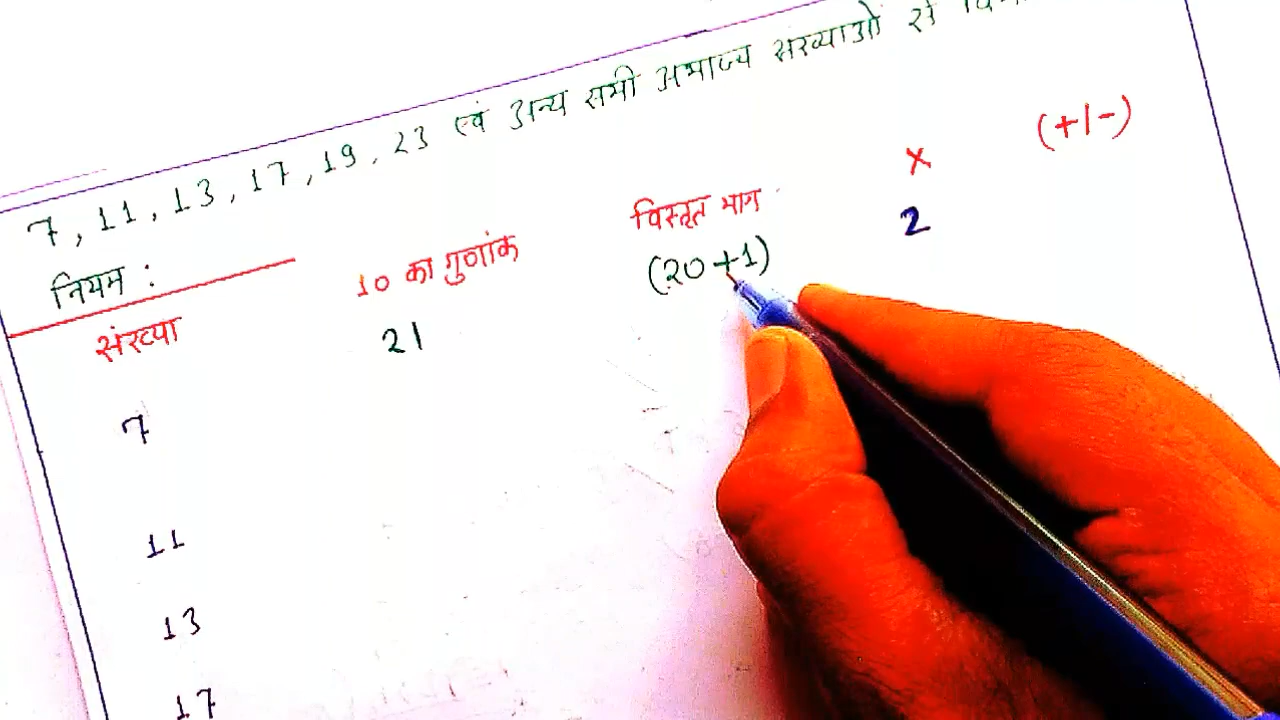 7, 11, 13, 17, 19, 23 एवं अन्य सभी अभाज्य संख्याओं से
नियम :
संख्या 10 का गुणांक विस्तृत भाग × (+/-)
7 21 (20+1) 2
11
13
17